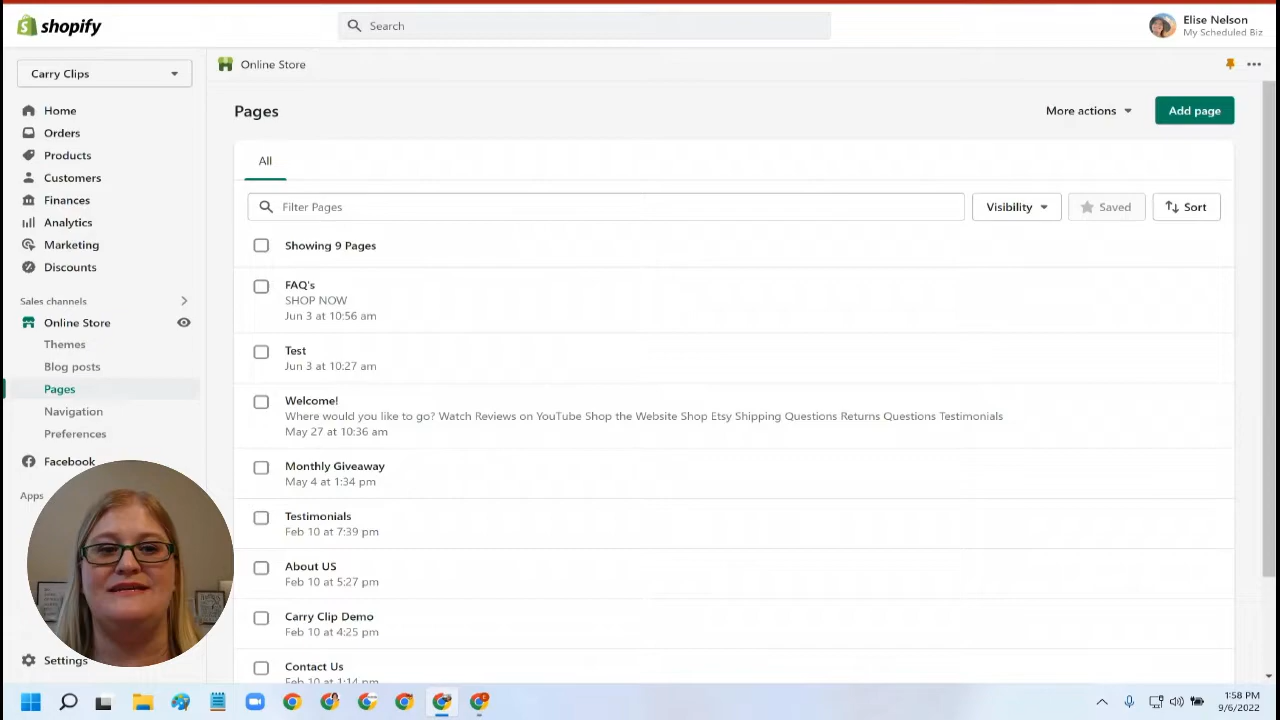 shopify
Search
Elise Nelson
My Scheduled Biz
Carry Clips
Online Store
Home
Orders
Products
Customers
Finances
Analytics
Marketing
Discounts
Sales channels
Online Store
Themes
Blog posts
Pages
Navigation
Preferences
Facebook
Apps
Settings
Pages
More actions
Add page
All
Filter Pages
Visibility
Saved
Sort
Showing 9 Pages
FAQ's
SHOP NOW
Jun 3 at 10:56 am
Test
Jun 3 at 10:27 am
Welcome!
Where would you like to go? Watch Reviews on YouTube Shop the Website Shop Etsy Shipping Questions Returns Questions Testimonials
May 27 at 10:36 am
Monthly Giveaway
May 4 at 1:34 pm
Testimonials
Feb 10 at 7:39 pm
About US
Feb 10 at 5:27 pm
Carry Clip Demo
Feb 10 at 4:25 pm
Contact Us
Feb 10 at 1:14 pm
1:58 PM
9/6/2022